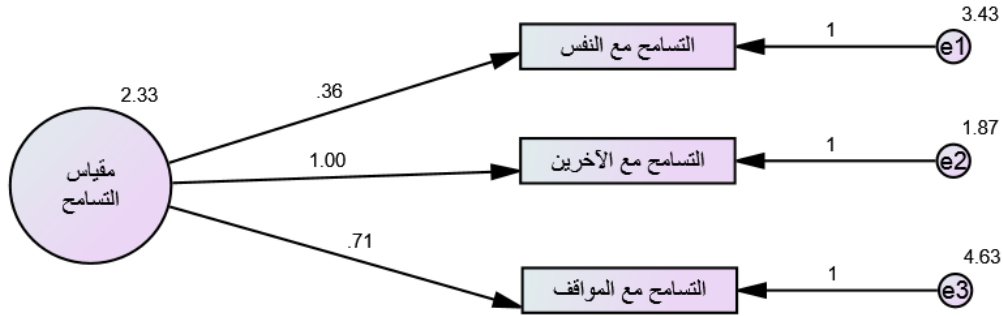 3.43
التسامح مع النفس
1
e1
2.33
.36
1.87
التسامح مع الآخرين
1
e2
1.00
مقياس
التسامح
.71
4.63
التسامح مع المواقف
1
e3